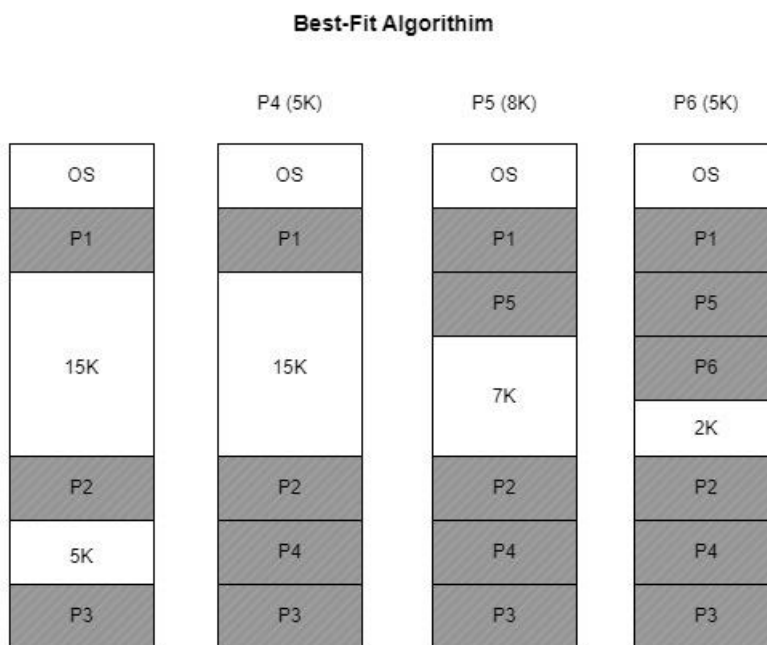 Best-Fit Algorithim
P4 (5K) P5 (8K) P6 (5K)
OS OS OS OS
P1 P1 P1 P1
P5 P5
15K 15K P6
7K
2K
P2 P2 P2 P2
5K P4 P4 P4
P3 P3 P3 P3